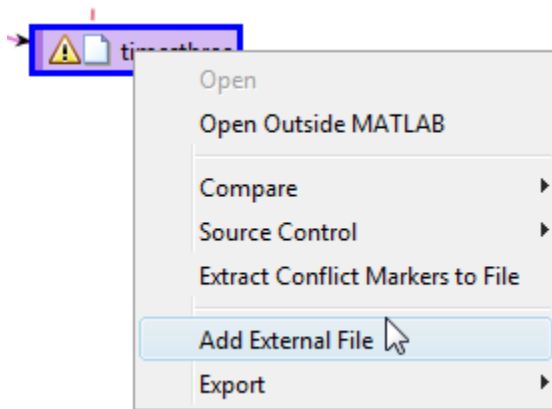 Open
Open Outside MATLAB
Compare
Source Control
Extract Conflict Markers to File
Add External File
Export